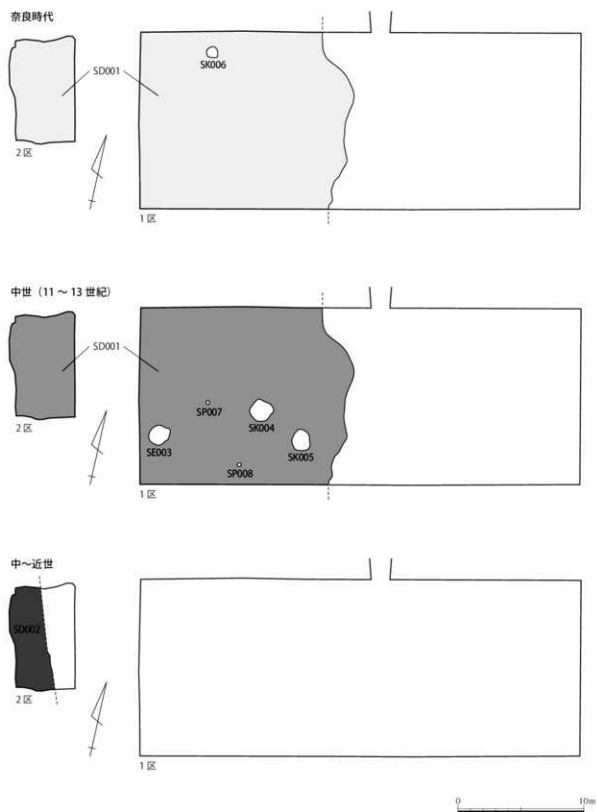 奈良時代
SD001
SK006
2区
1区
中世（11～13世紀）
SD001
SP007
SK004
SE003
SK005
SP008
2区
1区
中～近世
SD002
2区
1区
0
10m